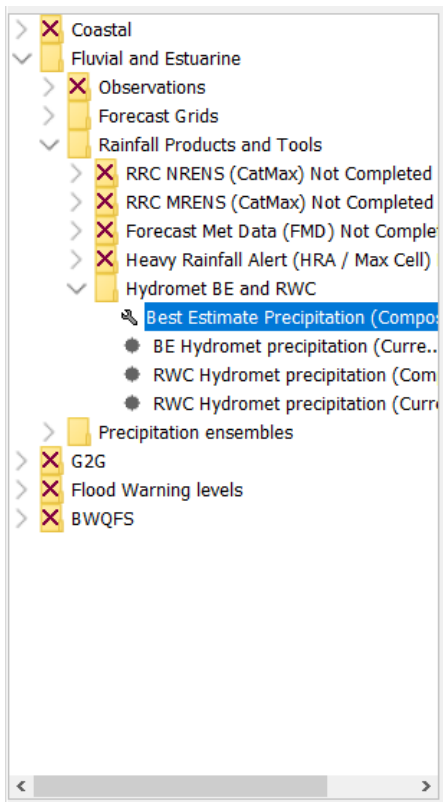 Coastal
Fluvial and Estuarine
Observations
Forecast Grids
Rainfall Products and Tools
RRC NRENS (CatMax) Not Completed
RRC MRENS (CatMax) Not Completed
Forecast Met Data (FMD) Not Comple
Heavy Rainfall Alert (HRA / Max Cell)
Hydromet BE and RWC
Best Estimate Precipitation (Compos
BE Hydromet precipitation (Curre..
RWC Hydromet precipitation (Com
RWC Hydromet precipitation (Curr
Precipitation ensembles
G2G
Flood Warning levels
BWQFS